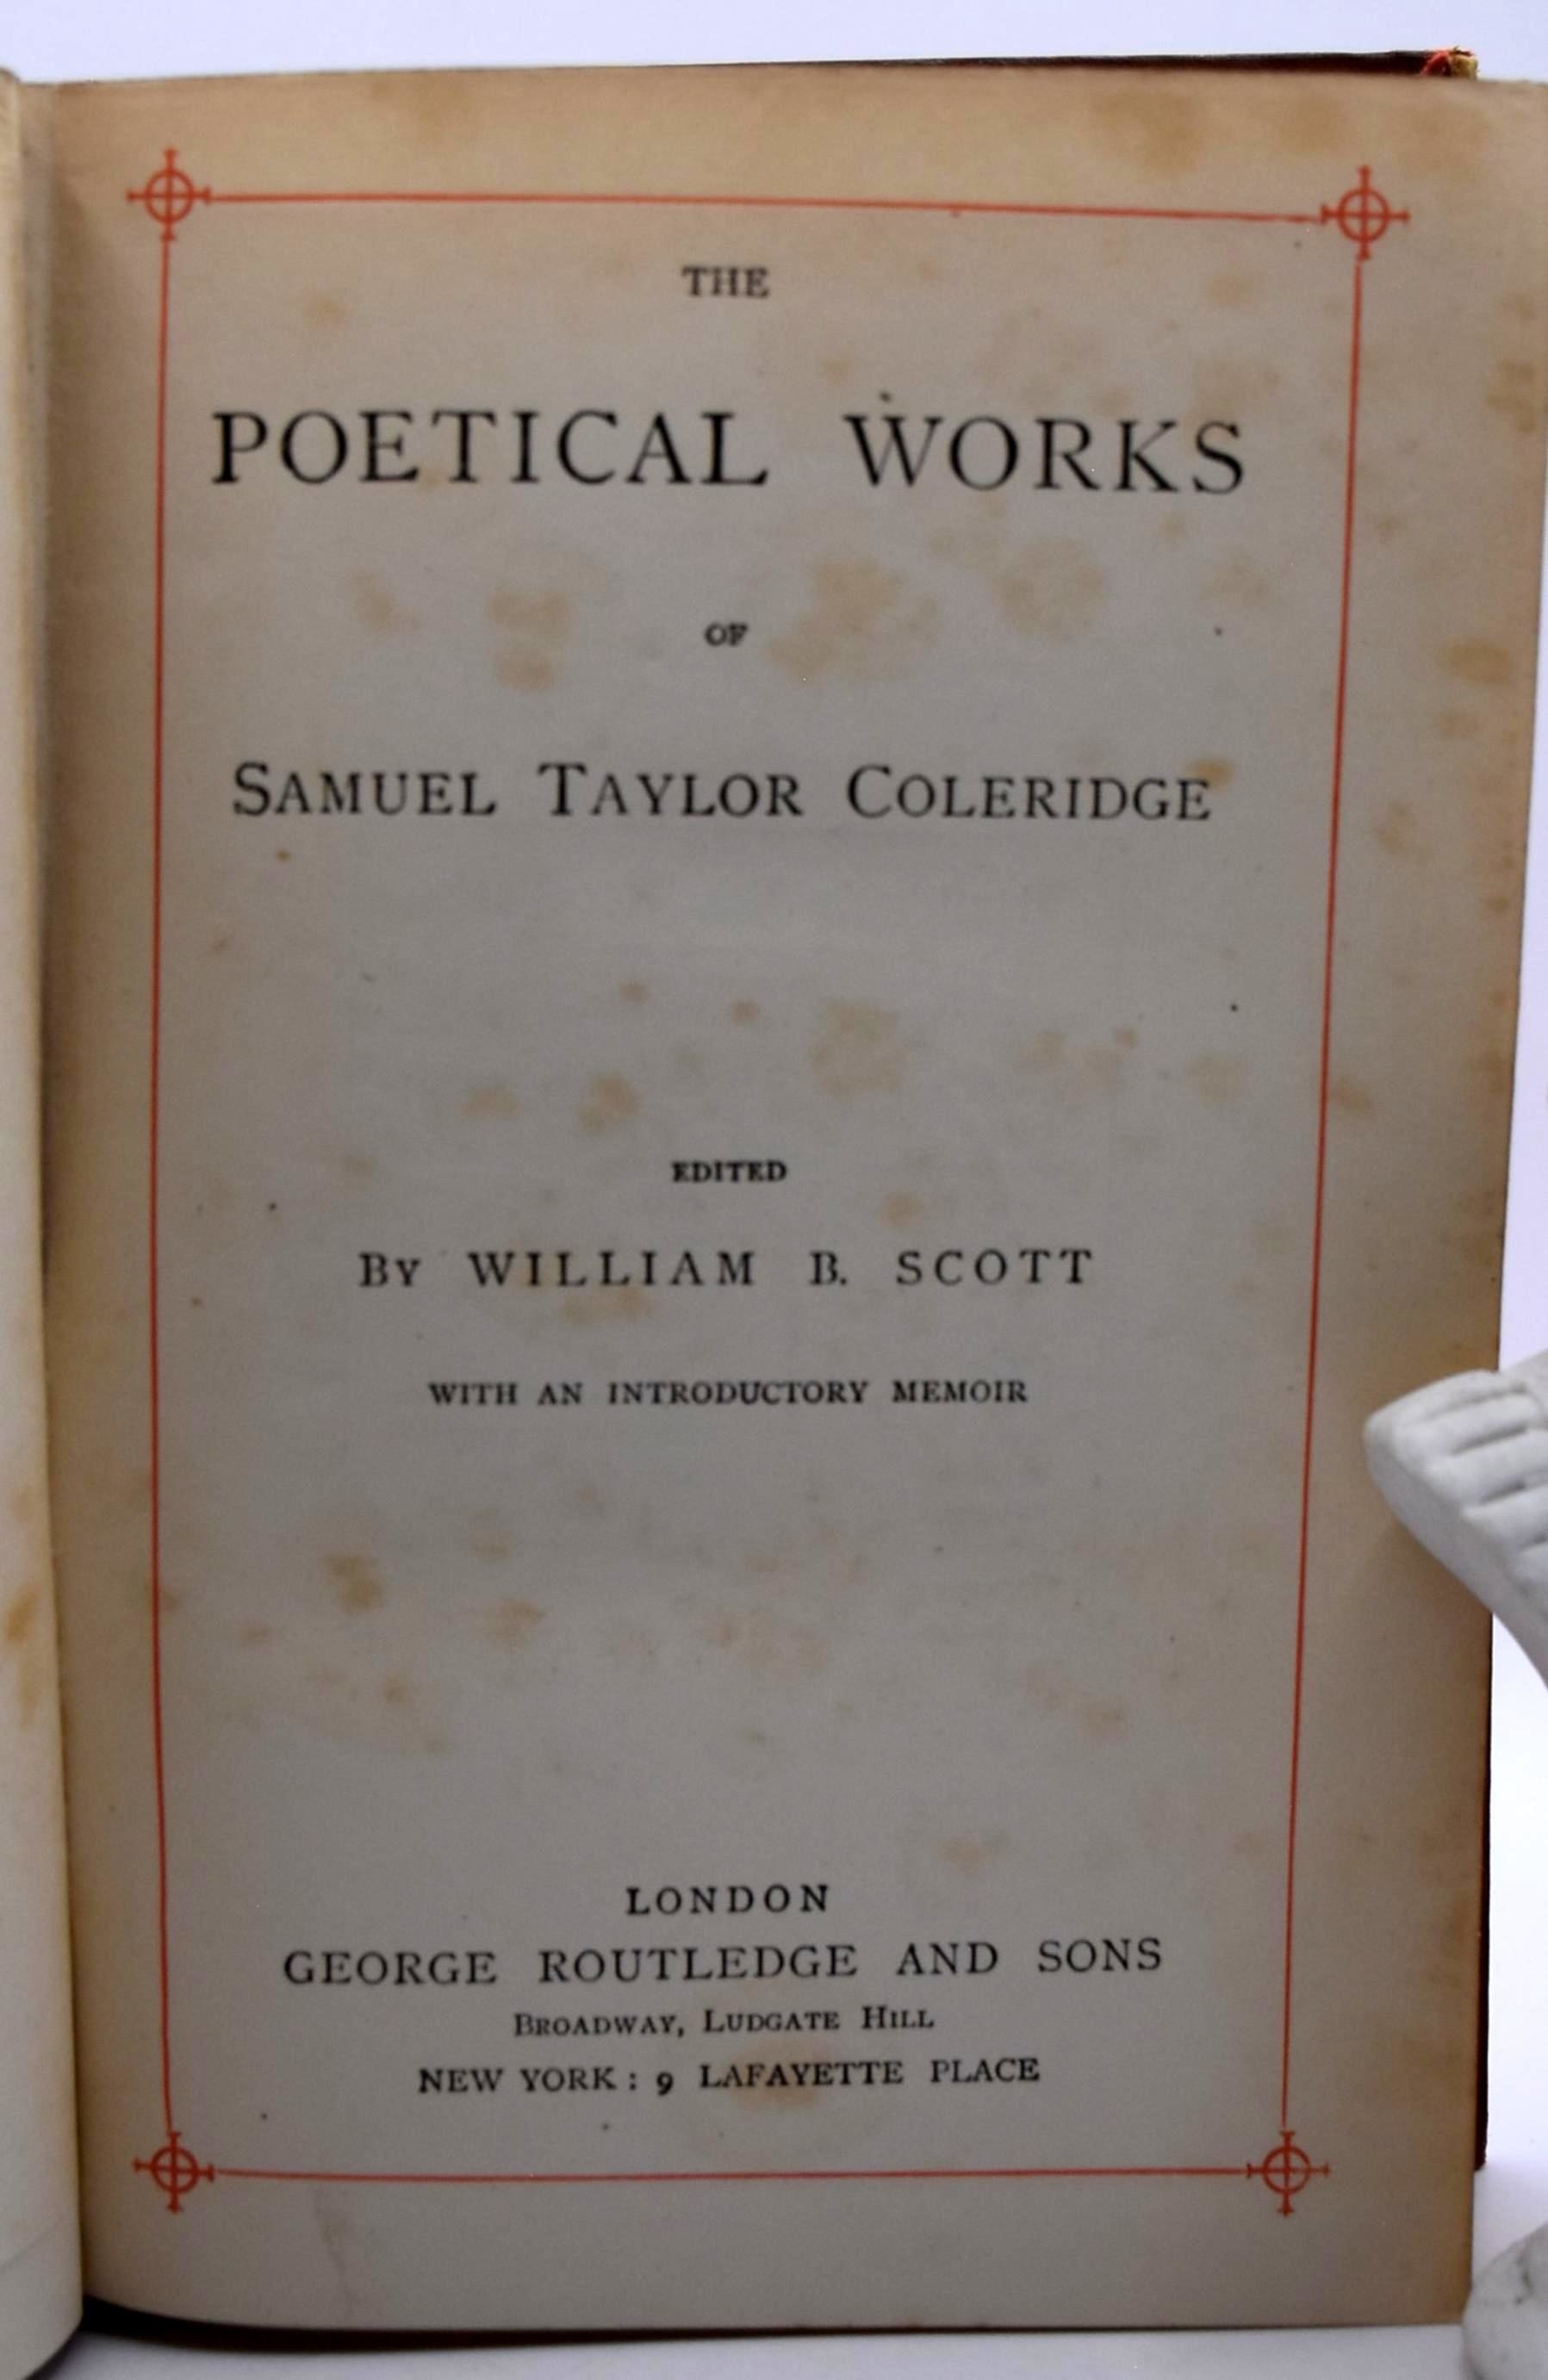 THE
POETICAL WORKS
OF
SAMUEL TAYLOR COLERIDGE
EDITED
BY WILLIAM B. SCOTT
WITH AN INTRODUCTORY MEMOIR
LONDON
GEORGE ROUTLEDGE AND SONS
BROADWAY, LUDGATE HILL
NEW YORK: 9 LAFAYETTE PLACE